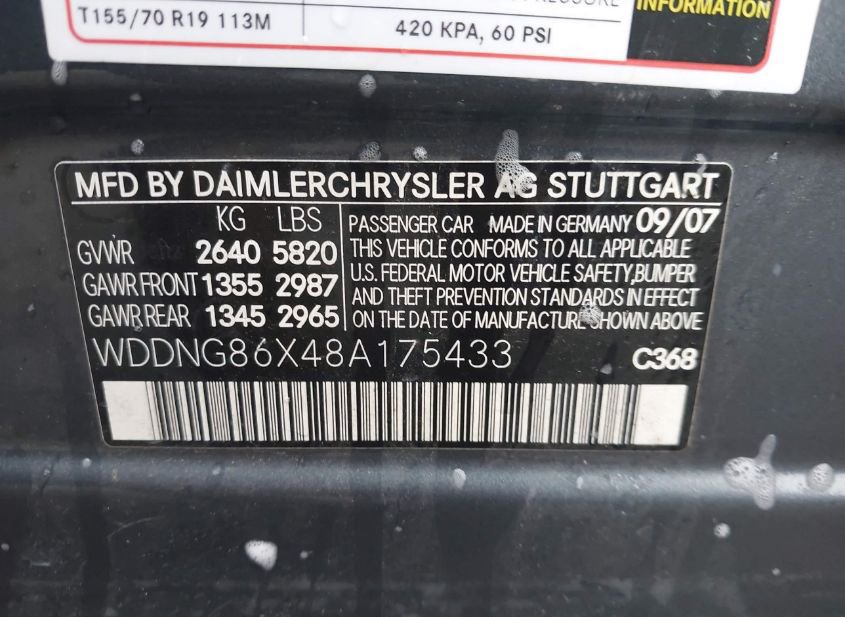 T155/70 R19 113M
420 KPA, 60 PSI
INFORMATION
MFD BY DAIMLERCHRYSLER AG STUTTGART
KG LBS
GVWR 2640 5820
GAWR FRONT 1355 2987
GAWR REAR 1345 2965
PASSENGER CAR MADE IN GERMANY 09/07
THIS VEHICLE CONFORMS TO ALL APPLICABLE
U.S. FEDERAL MOTOR VEHICLE SAFETY,BUMPER
AND THEFT PREVENTION STANDARDS IN EFFECT
ON THE DATE OF MANUFACTURE SHOWN ABOVE
WDDNG86X48A175433 C368